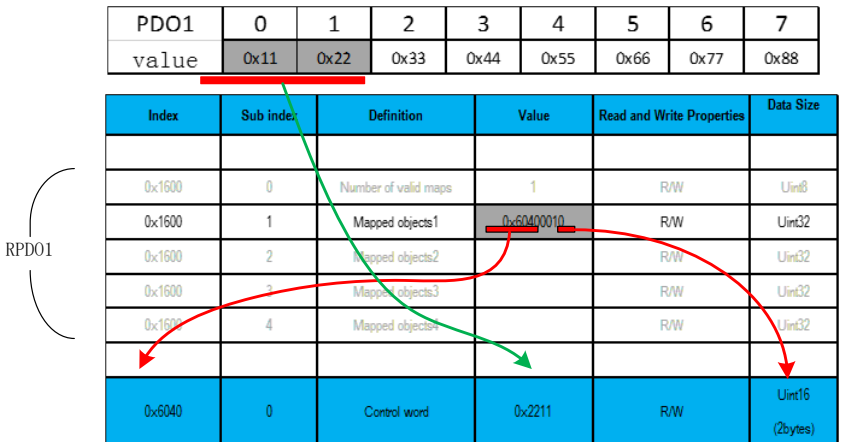 PDO1 0 1 2 3 4 5 6 7
value 0x11 0x22 0x33 0x44 0x55 0x66 0x77 0x88
Index Sub index Definition Value Read and Write Properties Data Size
0x1600 0 Number of valid maps 1 R/W Uint8
0x1600 1 Mapped objects1 0x60400010 R/W Uint32
RPDO1
0x1600 2 Mapped objects2 R/W Uint32
0x1600 3 Mapped objects3 R/W Uint32
0x1600 4 Mapped objects4 R/W Uint32
0x6040 0 Control word 0x2211 R/W Uint16
(2bytes)